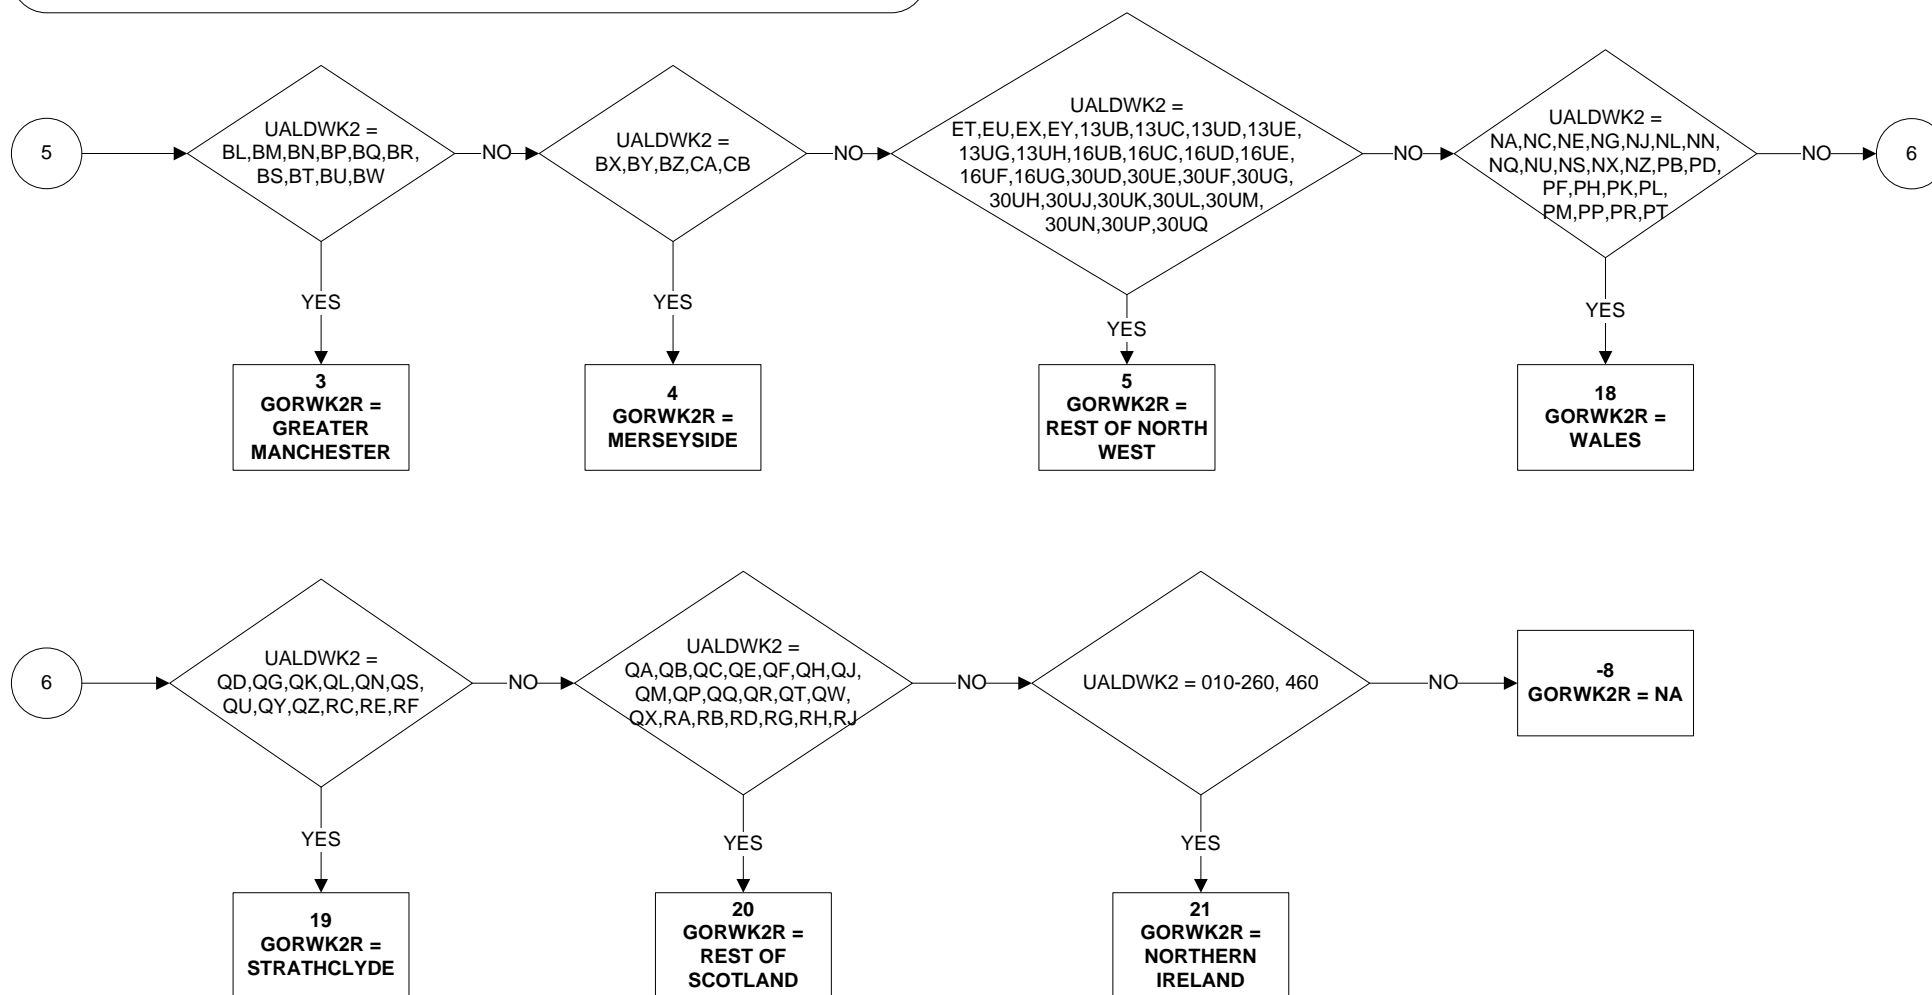 5
UALDWK2 =
BL,BM,BN,BP,BQ,BR,
BS,BT,BU,BW
NO
UALDWK2 =
BX,BY,BZ,CA,CB
NO
UALDWK2 =
ET,EU,EX,EY,13UB,13UC,13UD,13UE,
13UG,13UH,16UB,16UC,16UD,16UE,
16UF,16UG,30UD,30UE,30UF,30UG,
30UH,30UJ,30UK,30UL,30UM,
30UN,30UP,30UQ
NO
UALDWK2 =
NA,NC,NE,NG,NJ,NL,NN,
NQ,NU,NS,NX,NZ,PB,PD,
PF,PH,PK,PL,
PM,PP,PR,PT
NO
6
YES
YES
YES
YES
3
GORWK2R =
GREATER
MANCHESTER
4
GORWK2R =
MERSEYSIDE
5
GORWK2R =
REST OF NORTH
WEST
18
GORWK2R =
WALES
6
UALDWK2 =
QD,QG,QK,QL,QN,QS,
QU,QY,QZ,RC,RE,RF
NO
UALDWK2 =
QA,QB,QC,QE,QF,QH,QJ,
QM,QP,QQ,QR,QT,QW,
QX,RA,RB,RD,RG,RH,RJ
NO
UALDWK2 = 010-260, 460
NO
-8
GORWK2R = NA
YES
YES
YES
19
GORWK2R =
STRATHCLYDE
20
GORWK2R =
REST OF
SCOTLAND
21
GORWK2R =
NORTHERN
IRELAND